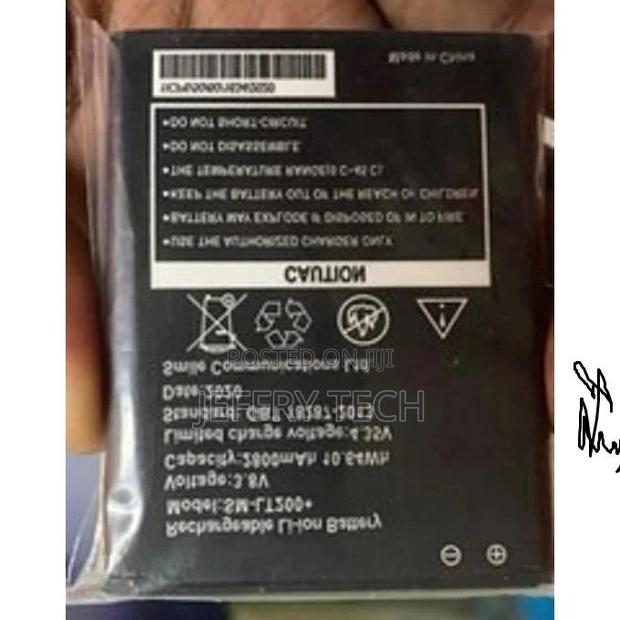 Rechargeable Li-ion Battery
Model:SM-LT200+
Voltage:3.8V
Capacity:2800mAh 10.64Wh
Limited charge voltage:4.35V
Standard: 18287-2013
Date:2020
Smile Communications Ltd
CAUTION
•USE THE AUTHORIZED CHARGER ONLY.
•BATTERY MAY EXPLODE IF DISPOSED OF IN TO FIRE.
•KEEP THE BATTERY OUT OF THE REACH OF CHILDREN.
•THE TEMPERATURE RANGE(0 C~45 C).
•DO NOT DISASSEMBLE.
•DO NOT SHORT-CIRCUIT.
Made in China
POSTED ON JIJI
JEFERY TECH